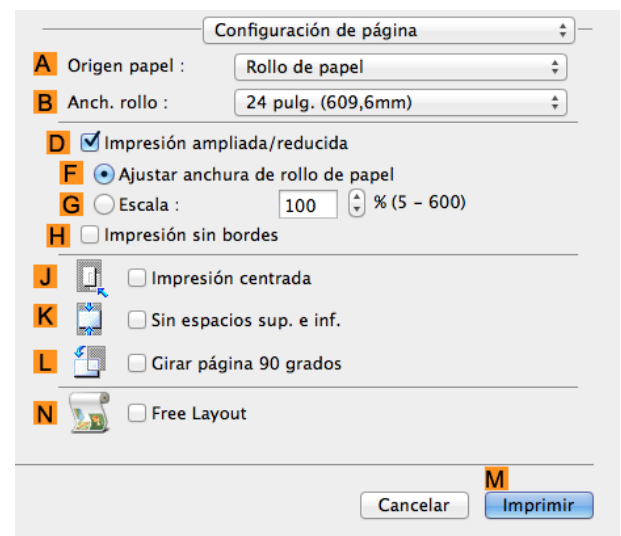 Configuración de página
A Origen papel : Rollo de papel
B Anch. rollo : 24 pulg. (609,6mm)
D Impresión ampliada/reducida
F Ajustar anchura de rollo de papel
G Escala : 100 % (5 - 600)
H Impresión sin bordes
J Impresión centrada
K Sin espacios sup. e inf.
L Girar página 90 grados
N Free Layout
M
Cancelar Imprimir